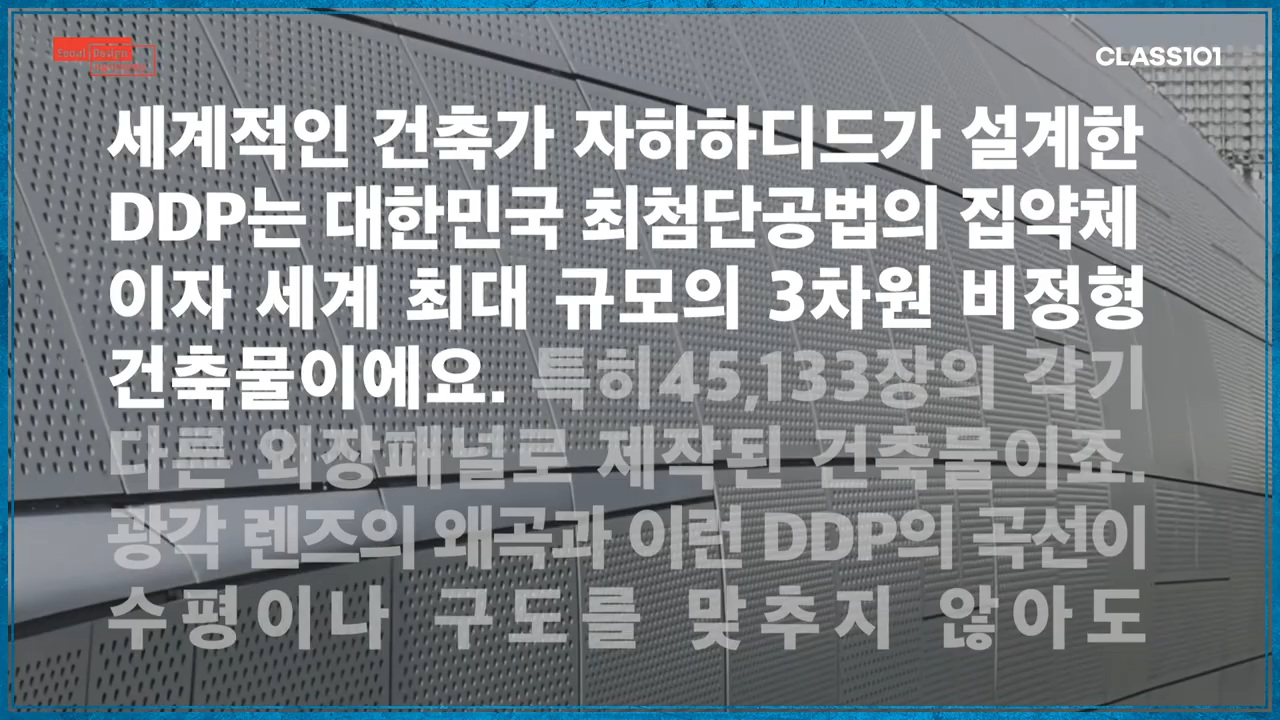 Seoul Design
CLASS101
세계적인 건축가 자하하디드가 설계한
DDP는 대한민국 최첨단공법의 집약체
이자 세계 최대 규모의 3차원 비정형
건축물이에요. 특히45,133장의 각기
다른 외장패널로 제작된 건축물이죠.
광각 렌즈의 왜곡과 이런 DDP의 곡선이
수평이나 구도를 맞추지 않아도